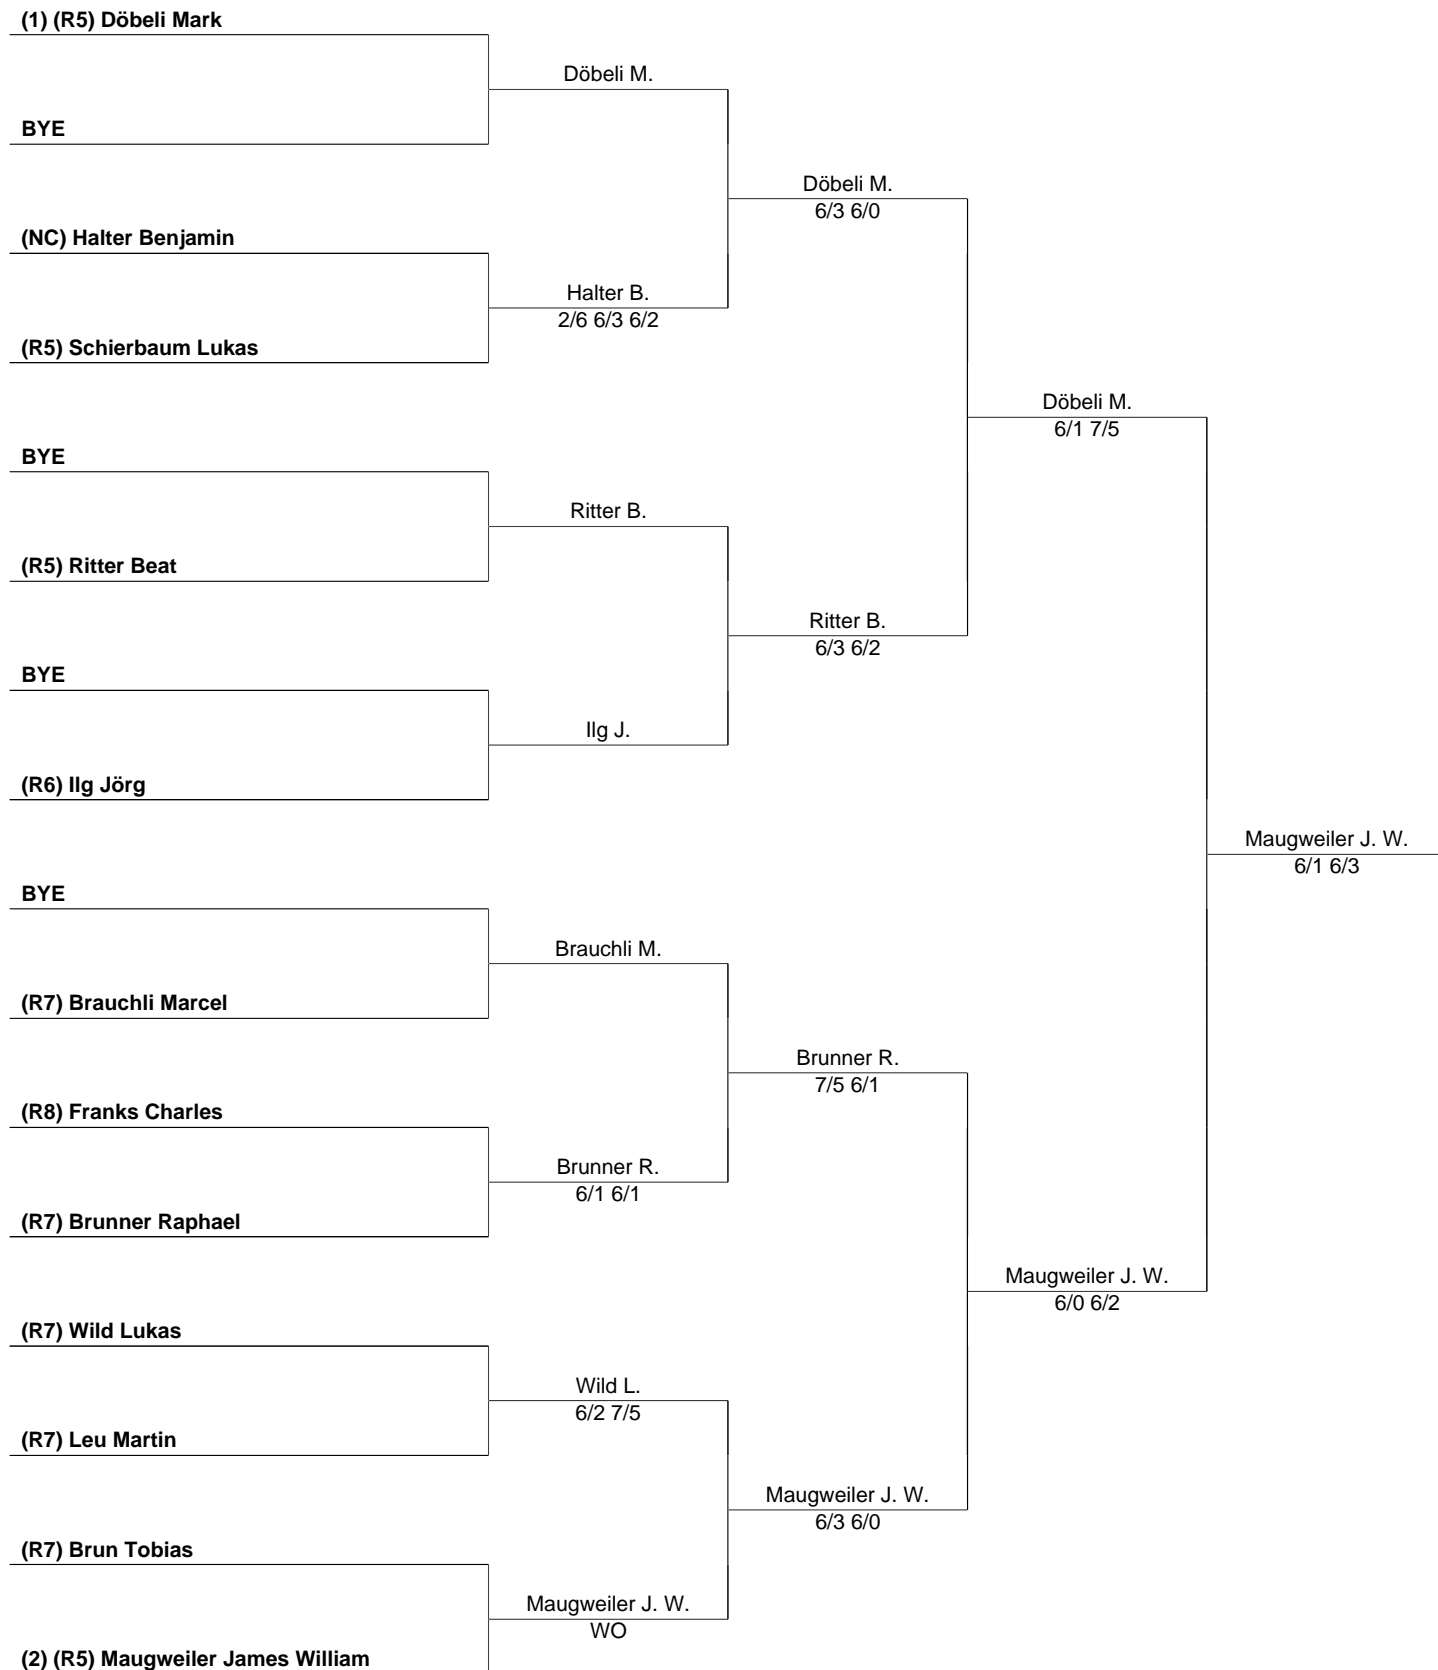 (1) (R5) Döbeli Mark
Döbeli M.
BYE
Döbeli M.
6/3 6/0
(NC) Halter Benjamin
Halter B.
2/6 6/3 6/2
(R5) Schierbaum Lukas
Döbeli M.
6/1 7/5
BYE
Ritter B.
(R5) Ritter Beat
Ritter B.
6/3 6/2
BYE
Ilg J.
(R6) Ilg Jörg
Maugweiler J. W.
6/1 6/3
BYE
Brauchli M.
(R7) Brauchli Marcel
Brunner R.
7/5 6/1
(R8) Franks Charles
Brunner R.
6/1 6/1
(R7) Brunner Raphael
Maugweiler J. W.
6/0 6/2
(R7) Wild Lukas
Wild L.
6/2 7/5
(R7) Leu Martin
Maugweiler J. W.
6/3 6/0
(R7) Brun Tobias
Maugweiler J. W.
WO
(2) (R5) Maugweiler James William